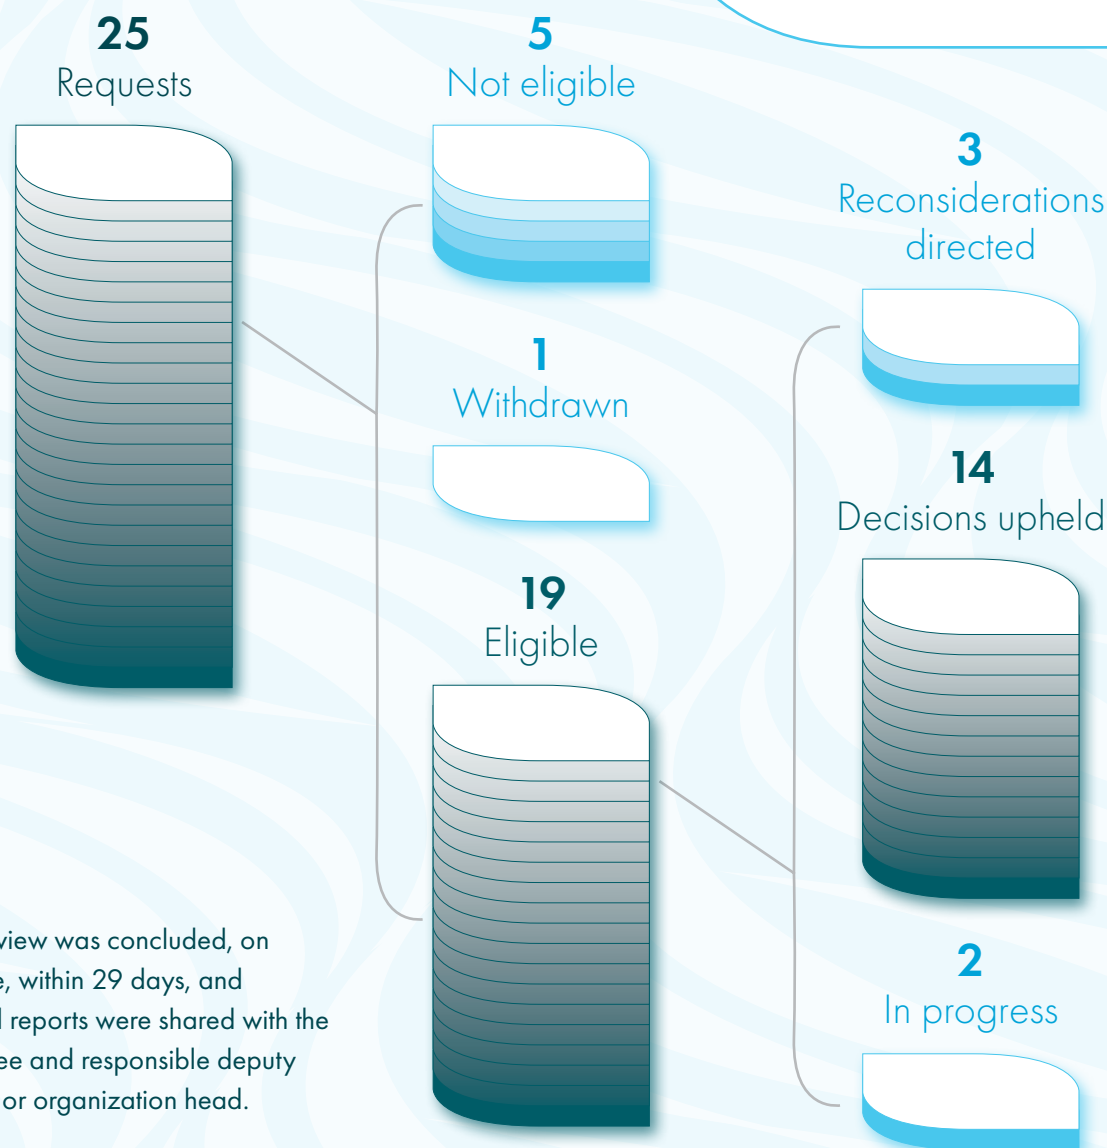 25
Requests
5
Not eligible
1
Withdrawn
19
Eligible
3
Reconsiderations
directed
14
Decisions upheld
2
In progress
view was concluded, on
, within 29 days, and
reports were shared with the
and responsible deputy
or organization head.